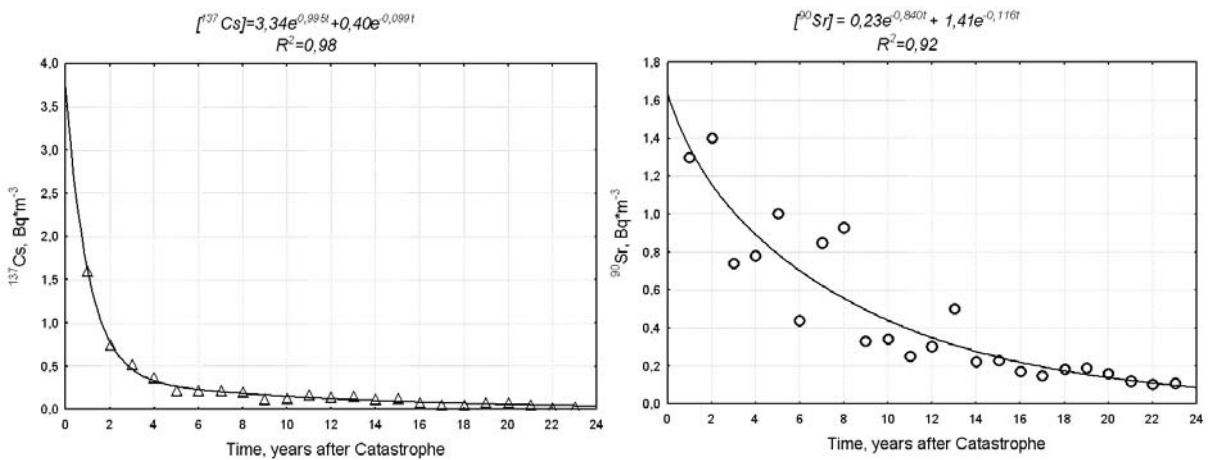 [¹³⁷Cs]=3,34e⁻⁰,⁹⁹⁵ᵗ+0,40e⁻⁰,⁰⁹⁹ᵗ
R²=0,98
4,0
3,5
3,0
2,5
2,0
1,5
1,0
0,5
0,0
¹³⁷Cs, Bq*m⁻³
0 2 4 6 8 10 12 14 16 18 20 22 24
Time, years after Catastrophe
[⁹⁰Sr] = 0,23e⁻⁰,⁸⁴⁰ᵗ + 1,41e⁻⁰,¹¹⁶ᵗ
R²=0,92
1,8
1,6
1,4
1,2
1,0
0,8
0,6
0,4
0,2
0,0
⁹⁰Sr, Bq*m⁻³
0 2 4 6 8 10 12 14 16 18 20 22 24
Time, years after Catastrophe